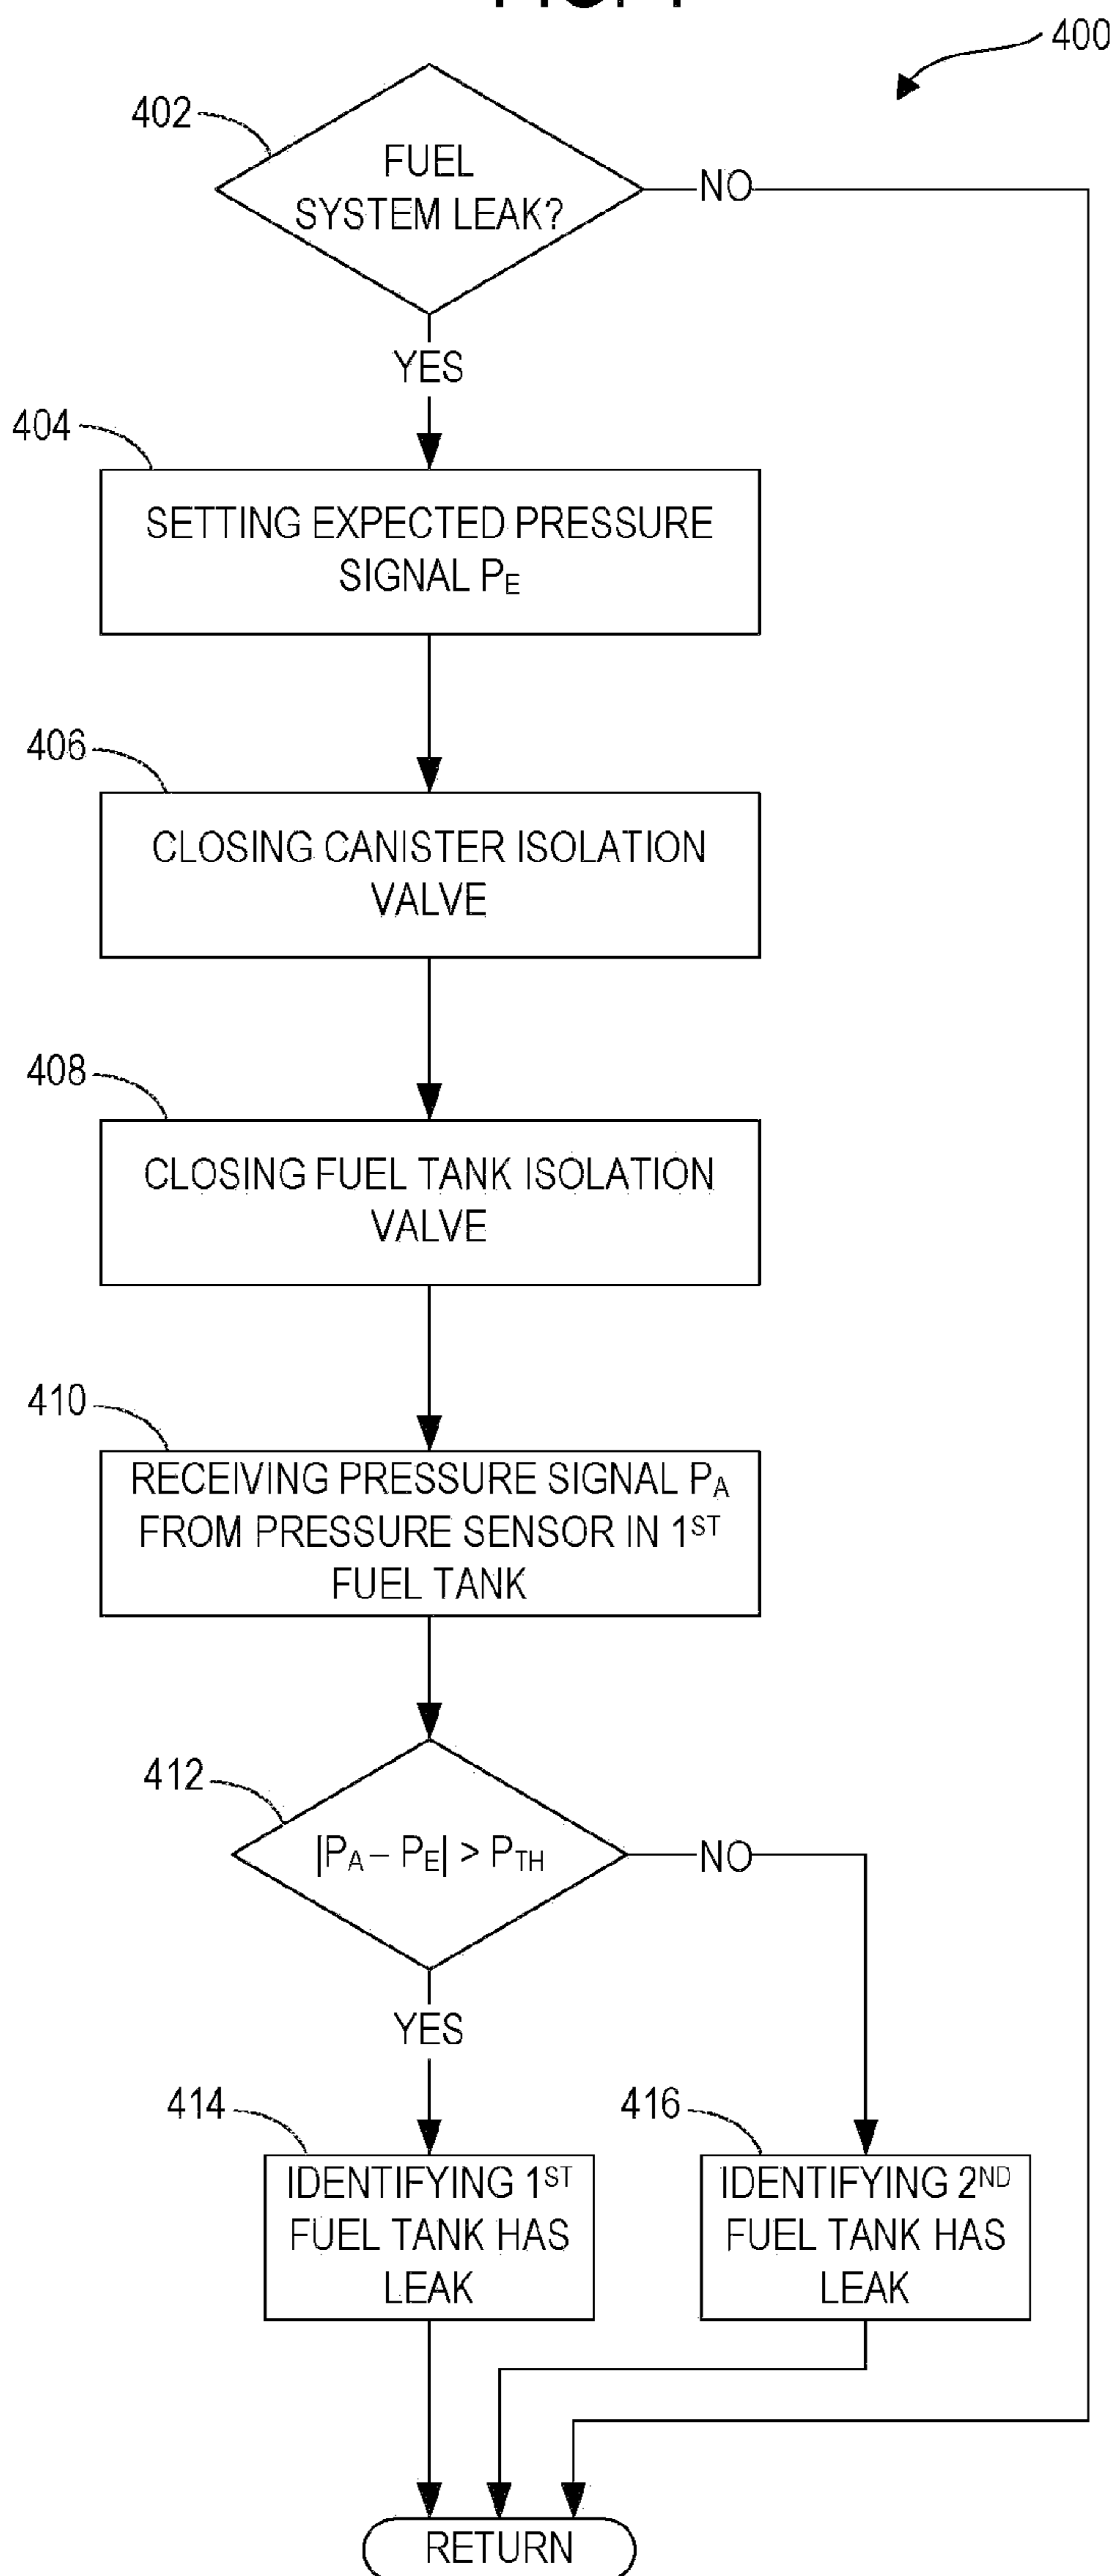 400
402
FUEL
SYSTEM LEAK?
NO
YES
404
SETTING EXPECTED PRESSURE
SIGNAL PE
406
CLOSING CANISTER ISOLATION
VALVE
408
CLOSING FUEL TANK ISOLATION
VALVE
410
RECEIVING PRESSURE SIGNAL PA
FROM PRESSURE SENSOR IN 1ST
FUEL TANK
412
|PA – PE| > PTH
NO
YES
414
IDENTIFYING 1ST
FUEL TANK HAS
LEAK
416
IDENTIFYING 2ND
FUEL TANK HAS
LEAK
RETURN